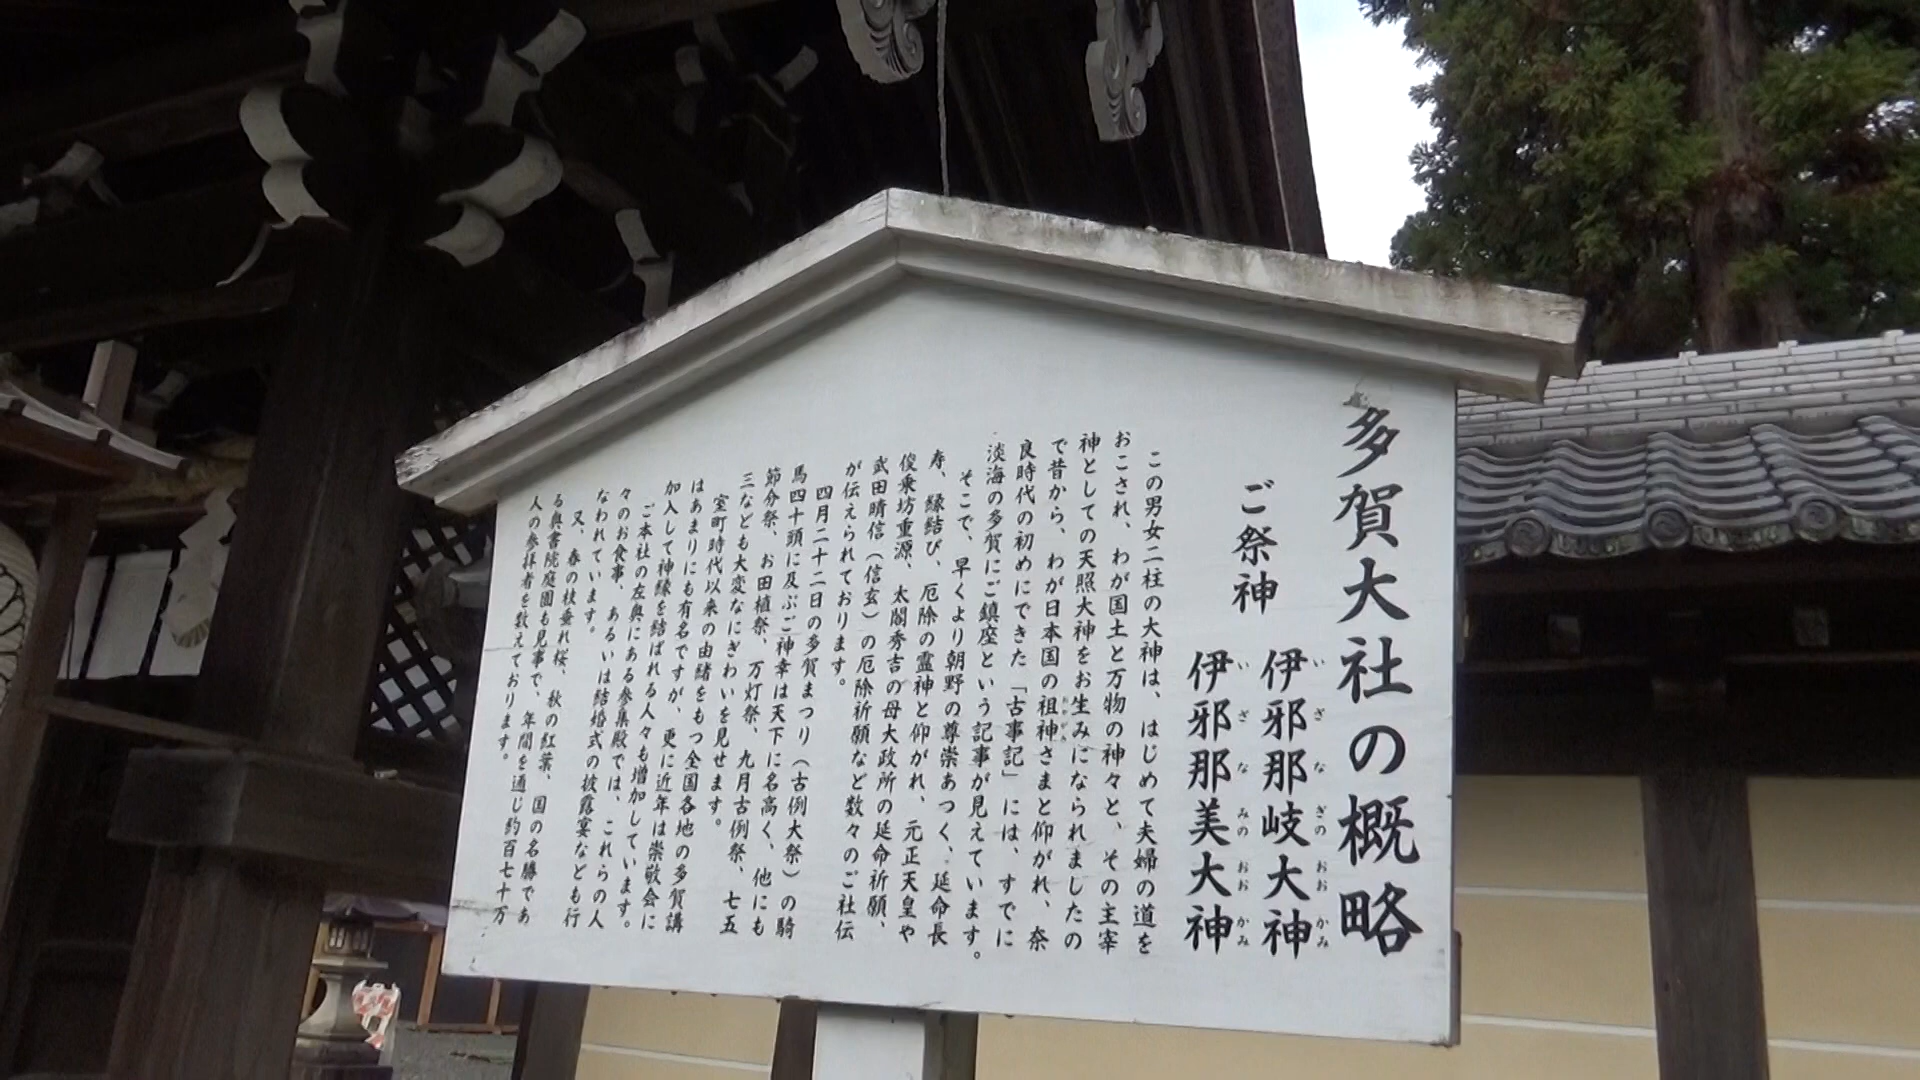 多賀大社の概略
ご祭神
伊邪那岐大神
いざなぎのおおかみ
伊邪那美大神
いざなみのおおかみ
この男女二柱の大神は、はじめて夫婦の道を
おこされ、わが国土と万物の神々と、その主宰
神としての天照大神をお生みになられましたの
で昔から、わが日本国の祖神さまと仰がれ、奈
良時代の初めにできた「古事記」には、すでに
淡海の多賀にご鎮座という記事が見えています。
そこで、早くより朝野の尊崇あつく、延命長
寿、縁結び、厄除の霊神と仰がれ、元正天皇や
俊乗坊重源、太閤秀吉の母大政所の延命祈願、
武田晴信（信玄）の厄除祈願など数々のご社伝
が伝えられております。
四月二十二日の多賀まつり（古例大祭）の騎
馬四十頭に及ぶご神幸は天下に名高く、他にも
節分祭、お田植祭、万灯祭、九月古例祭、七五
三なども大変なにぎわいを見せます。
室町時代以来の由緒をもつ全国各地の多賀講
はあまりにも有名ですが、更に近年は崇敬会に
加入して神縁を結ばれる人々も増加しています。
ご本社の左奥にある参集殿では、これらの人
々のお食事、あるいは結婚式の披露宴なども行
なわれています。
又、春の枝垂れ桜、秋の紅葉、国の名勝であ
る奥書院庭園も見事で、年間を通じ約百七十万
人の参拝者を数えております。